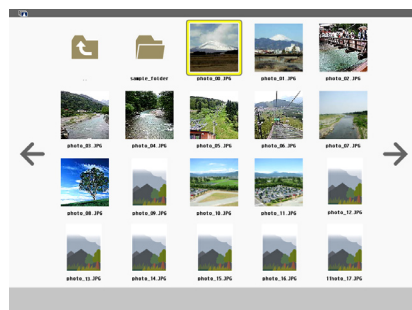 ..
sample_folder
photo_00.JPG
photo_01.JPG
photo_02.JPG
photo_03.JPG
photo_04.JPG
photo_05.JPG
photo_06.JPG
photo_07.JPG
photo_08.JPG
photo_09.JPG
photo_10.JPG
photo_11.JPG
photo_12.JPG
photo_13.JPG
photo_14.JPG
photo_15.JPG
photo_16.JPG
11hoto_17.JPG